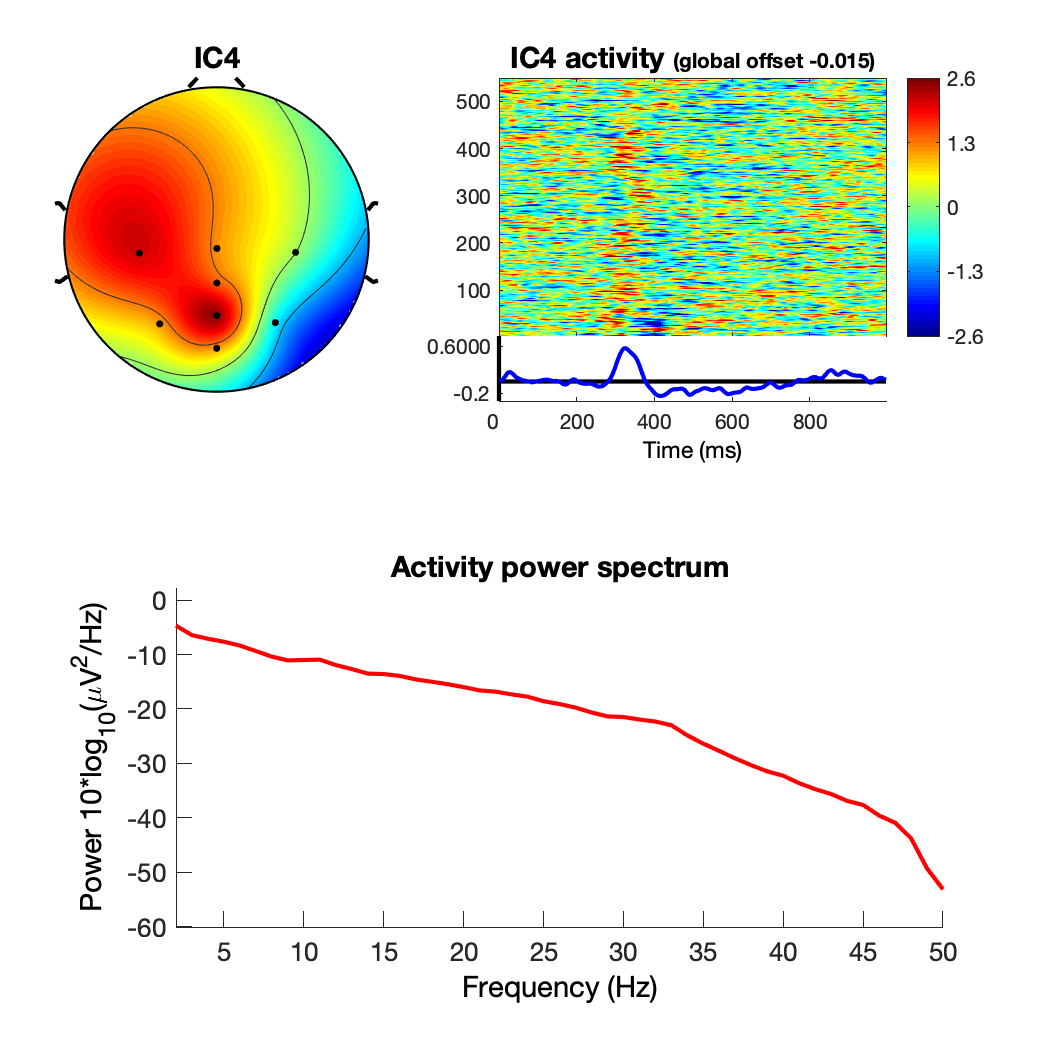 IC4
IC4 activity (global offset -0.015)
500
400
300
200
100
2.6
1.3
0
-1.3
-2.6
0.6000
-0.2
0 200 400 600 800
Time (ms)
Activity power spectrum
Power 10*log10(μV2/Hz)
0
-10
-20
-30
-40
-50
-60
5 10 15 20 25 30 35 40 45 50
Frequency (Hz)